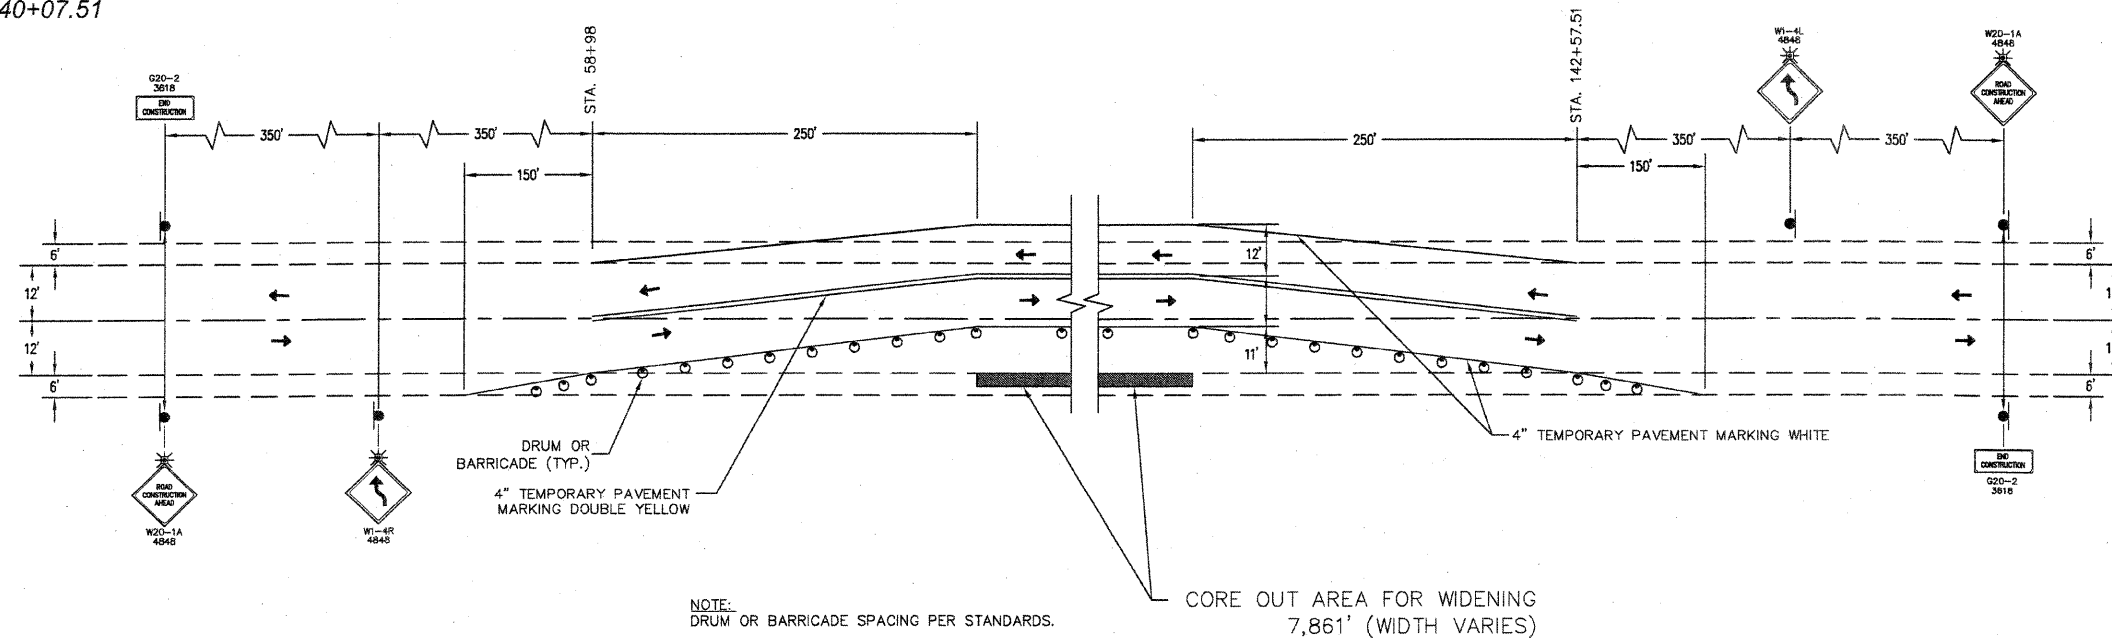 40+07.51
STA. 58+98
STA. 142+57.51
G20-2
3618
END
CONSTRUCTION
W1-4L
4848
W20-1A
4848
ROAD
CONSTRUCTION
AHEAD
350'
350'
250'
250'
350'
350'
150'
150'
6'
12'
12'
6'
12'
11'
6'
1
1
6'
DRUM OR
BARRICADE (TYP.)
4" TEMPORARY PAVEMENT
MARKING DOUBLE YELLOW
4" TEMPORARY PAVEMENT MARKING WHITE
ROAD
CONSTRUCTION
AHEAD
W20-1A
4848
W1-4R
4848
END
CONSTRUCTION
G20-2
3618
NOTE:
DRUM OR BARRICADE SPACING PER STANDARDS.
CORE OUT AREA FOR WIDENING
7,861' (WIDTH VARIES)